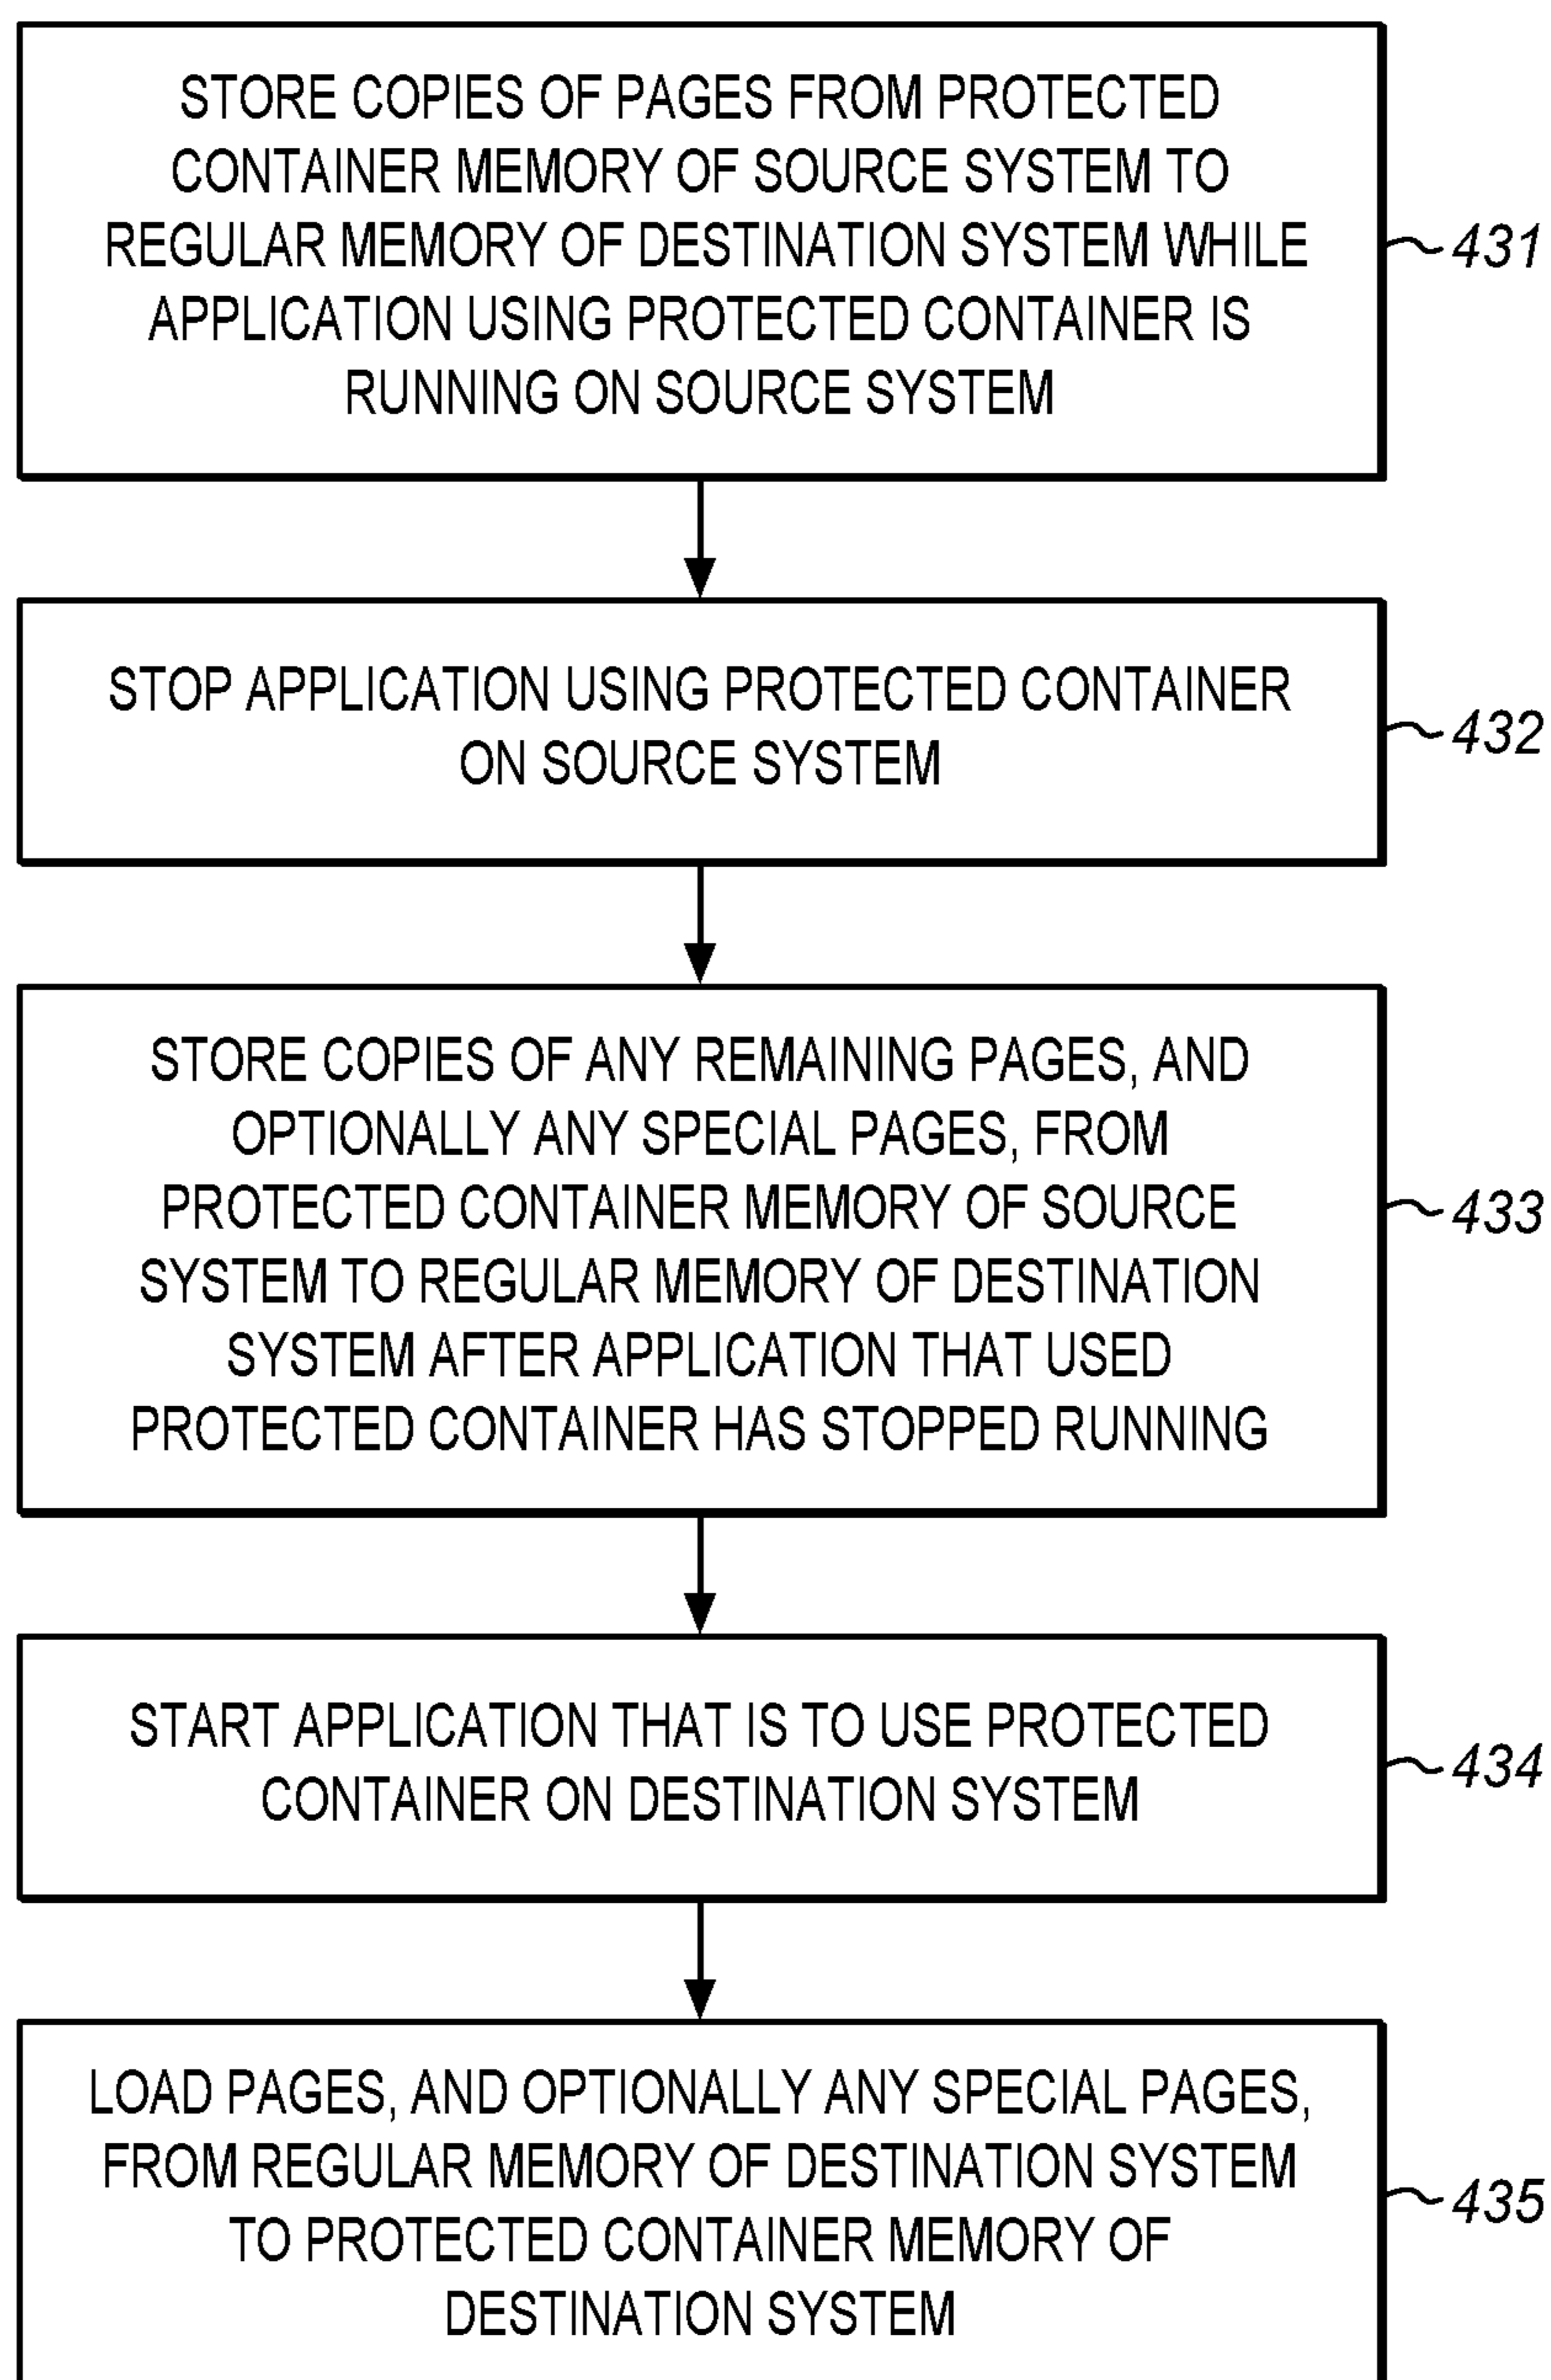 STORE COPIES OF PAGES FROM PROTECTED
CONTAINER MEMORY OF SOURCE SYSTEM TO
REGULAR MEMORY OF DESTINATION SYSTEM WHILE
APPLICATION USING PROTECTED CONTAINER IS
RUNNING ON SOURCE SYSTEM
431
STOP APPLICATION USING PROTECTED CONTAINER
ON SOURCE SYSTEM
432
STORE COPIES OF ANY REMAINING PAGES, AND
OPTIONALLY ANY SPECIAL PAGES, FROM
PROTECTED CONTAINER MEMORY OF SOURCE
SYSTEM TO REGULAR MEMORY OF DESTINATION
SYSTEM AFTER APPLICATION THAT USED
PROTECTED CONTAINER HAS STOPPED RUNNING
433
START APPLICATION THAT IS TO USE PROTECTED
CONTAINER ON DESTINATION SYSTEM
434
LOAD PAGES, AND OPTIONALLY ANY SPECIAL PAGES,
FROM REGULAR MEMORY OF DESTINATION SYSTEM
TO PROTECTED CONTAINER MEMORY OF
DESTINATION SYSTEM
435